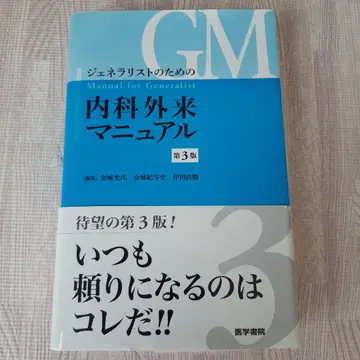 GM
ジェネラリストのための
Manual for Generalist
内科外来
マニュアル
第3版
[編集] 金城光代 金城紀与史 岸田直樹
待望の第3版!
いつも
頼りになるのは
コレだ!!
3
医学書院